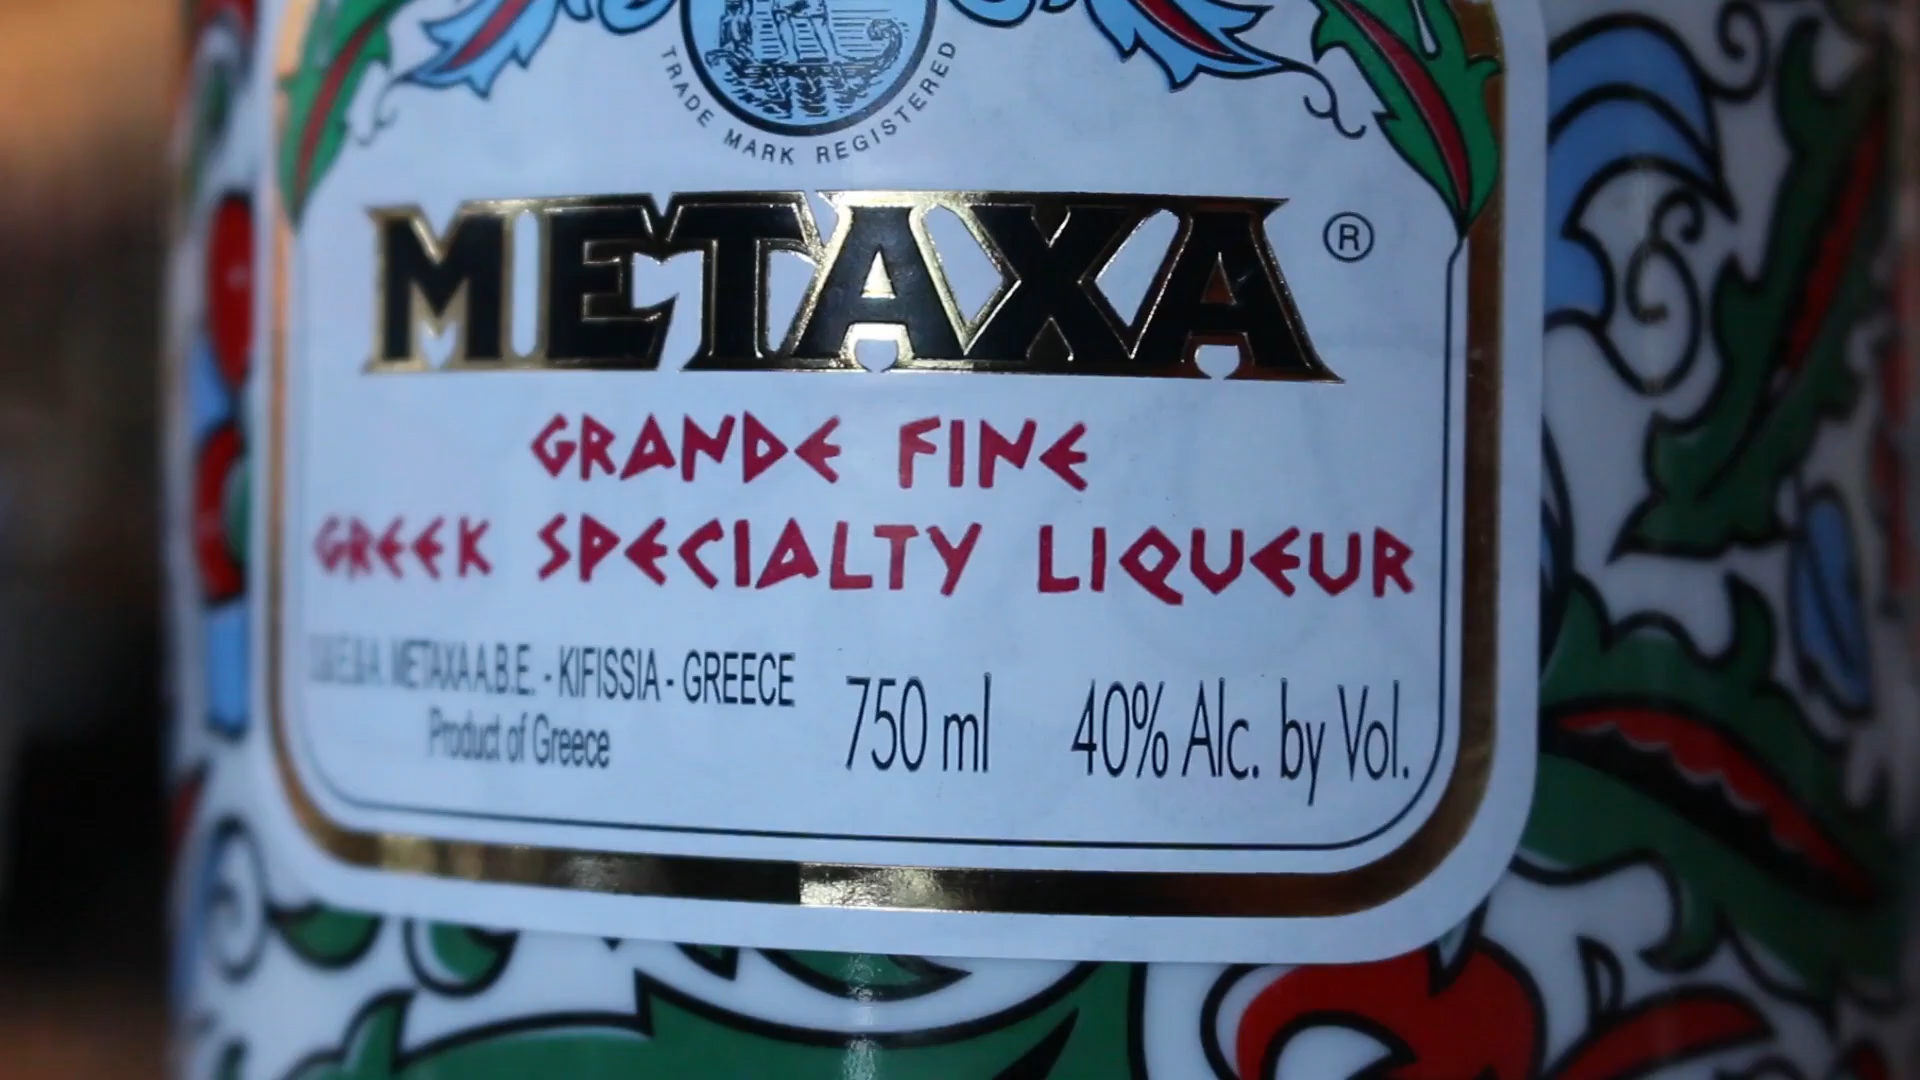 TRADE MARK REGISTERED
METAXA ®
GRANDE FINE
GREEK SPECIALTY LIQUEUR
METAXA A.B.E. - KIFISSIA - GREECE
Product of Greece
750 ml 40% Alc. by Vol.